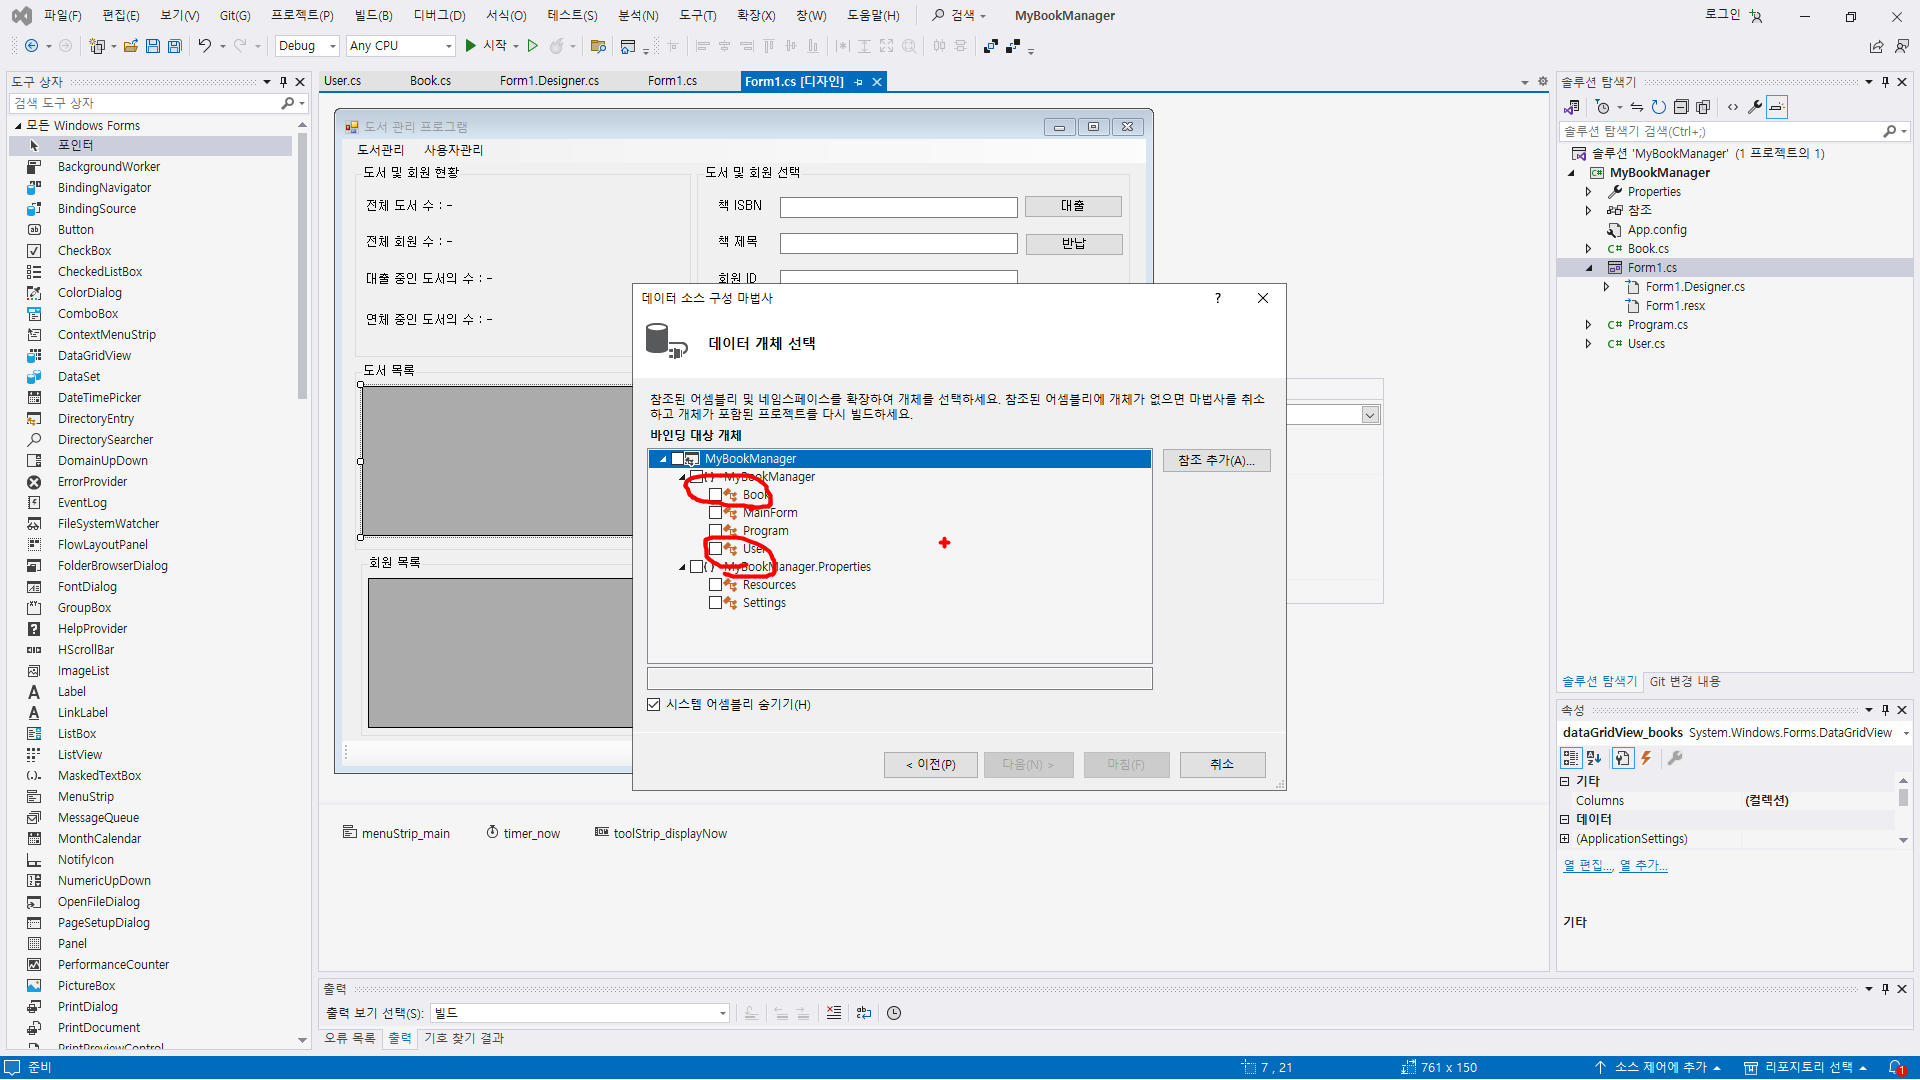 파일(F) 편집(E) 보기(V) Git(G) 프로젝트(P) 빌드(B) 디버그(D) 서식(O) 테스트(S) 분석(N) 도구(T) 확장(X) 창(W) 도움말(H) 검색 MyBookManager 로그인
Debug Any CPU 시작
도구 상자
검색 도구 상자
모든 Windows Forms
포인터
BackgroundWorker
BindingNavigator
BindingSource
Button
CheckBox
CheckedListBox
ColorDialog
ComboBox
ContextMenuStrip
DataGridView
DataSet
DateTimePicker
DirectoryEntry
DirectorySearcher
DomainUpDown
ErrorProvider
EventLog
FileSystemWatcher
FlowLayoutPanel
FolderBrowserDialog
FontDialog
GroupBox
HelpProvider
HScrollBar
ImageList
Label
LinkLabel
ListBox
ListView
MaskedTextBox
MenuStrip
MessageQueue
MonthCalendar
NotifyIcon
NumericUpDown
OpenFileDialog
PageSetupDialog
Panel
PerformanceCounter
PictureBox
PrintDialog
PrintDocument
PrintPreviewControl
User.cs Book.cs Form1.Designer.cs Form1.cs Form1.cs [디자인]
도서 관리 프로그램
도서관리 사용자관리
도서 및 회원 현황
전체 도서 수 : -
전체 회원 수 : -
대출 중인 도서의 수 : -
연체 중인 도서의 수 : -
도서 및 회원 선택
책 ISBN 대출
책 제목 반납
회원 ID
도서 목록
회원 목록
데이터 소스 구성 마법사 ?
데이터 개체 선택
참조된 어셈블리 및 네임스페이스를 확장하여 개체를 선택하세요. 참조된 어셈블리에 개체가 없으면 마법사를 취소
하고 개체가 포함된 프로젝트를 다시 빌드하세요.
바인딩 대상 개체
MyBookManager
MyBookManager
Book
MainForm
Program
User
MyBookManager.Properties
Resources
Settings
참조 추가(A)...
시스템 어셈블리 숨기기(H)
< 이전(P) 다음(N) > 마침(F) 취소
menuStrip_main timer_now toolStrip_displayNow
출력
출력 보기 선택(S): 빌드
오류 목록 출력 기호 찾기 결과
솔루션 탐색기
솔루션 탐색기 검색(Ctrl+;)
솔루션 'MyBookManager' (1 프로젝트의 1)
MyBookManager
Properties
참조
App.config
C# Book.cs
Form1.cs
Form1.Designer.cs
Form1.resx
C# Program.cs
C# User.cs
솔루션 탐색기 Git 변경 내용
속성
dataGridView_books System.Windows.Forms.DataGridView
기타
Columns (컬렉션)
데이터
(ApplicationSettings)
열 편집..., 열 추가...
기타
준비 7 , 21 761 x 150 소스 제어에 추가 리포지토리 선택 1